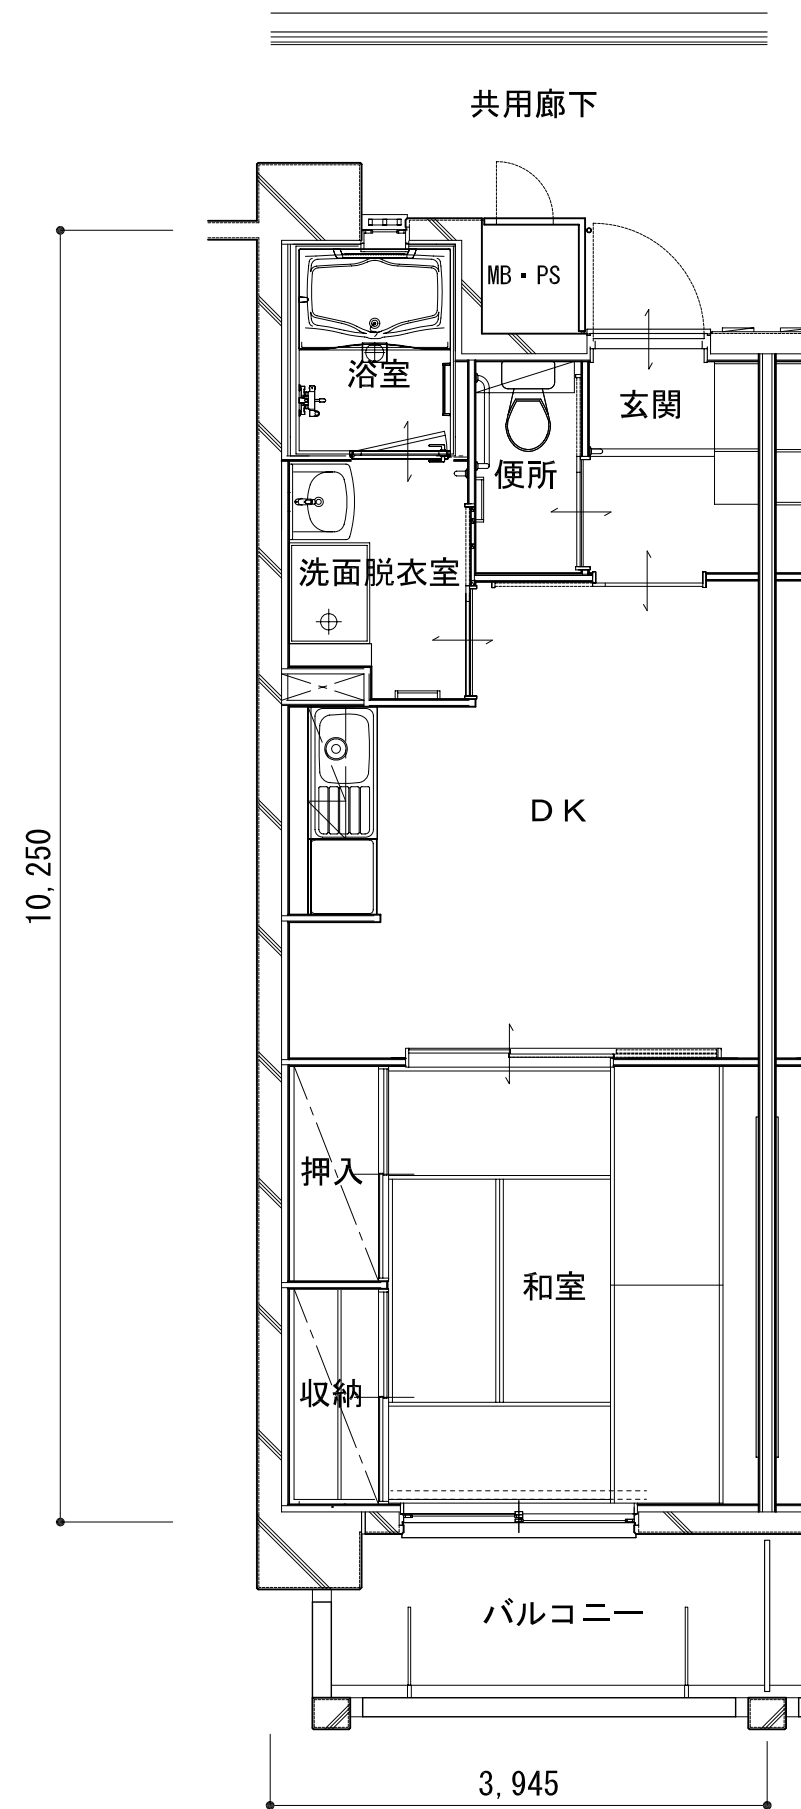 共用廊下
MB・PS
浴室
玄関
便所
洗面脱衣室
DK
10,250
押入
和室
収納
バルコニー
3,945